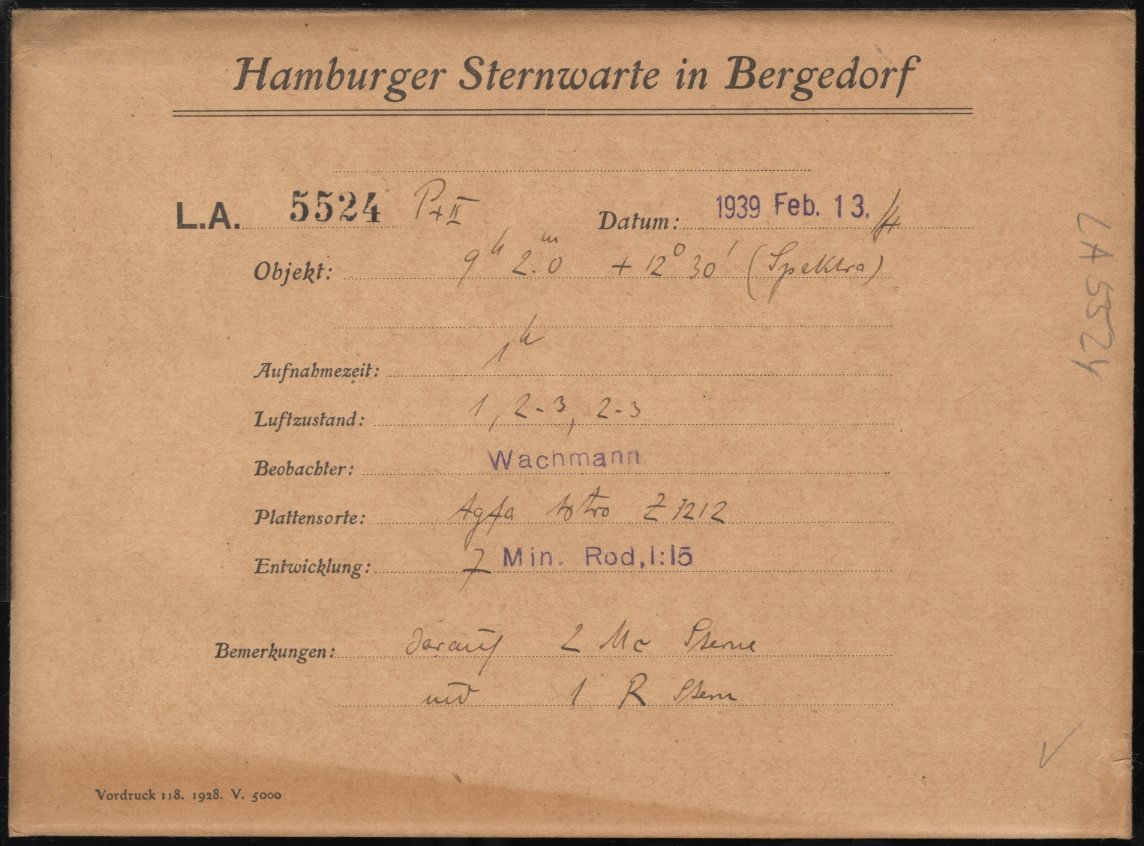 Hamburger Sternwarte in Bergedorf
L.A. 5524 P+II Datum: 1939 Feb. 13./14
Objekt: 9h 2.m0 + 12° 30' (Spektra)
Aufnahmezeit: 1h
Luftzustand: 1, 2-3, 2-3
Beobachter: Wachmann
Plattensorte: Agfa Astro Z 1212
Entwicklung: 7 Min. Rod, 1:15
Bemerkungen: darauf 2 Mc Sterne
und 1 R Stern
Vordruck 118. 1928. V. 5000
LA 5524